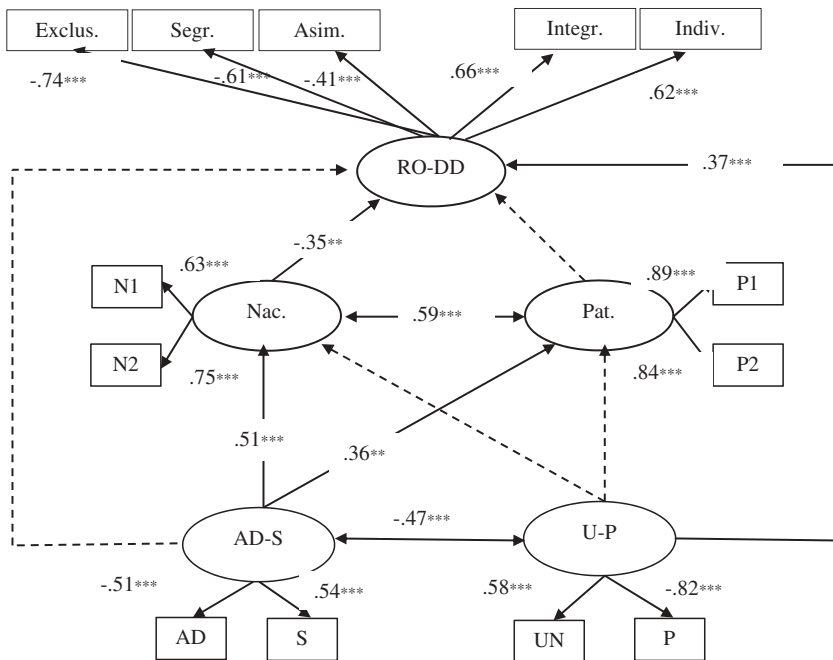 Exclus. Segr. Asim. Integr. Indiv.
-.74*** -.61*** -.41*** .66*** .62***
RO-DD .37***
-.35**
N1 .63*** .89*** P1
Nac. .59*** Pat.
N2 .75*** .84*** P2
.51*** .36**
AD-S -.47*** U-P
-.51*** .54*** .58*** -.82***
AD S UN P